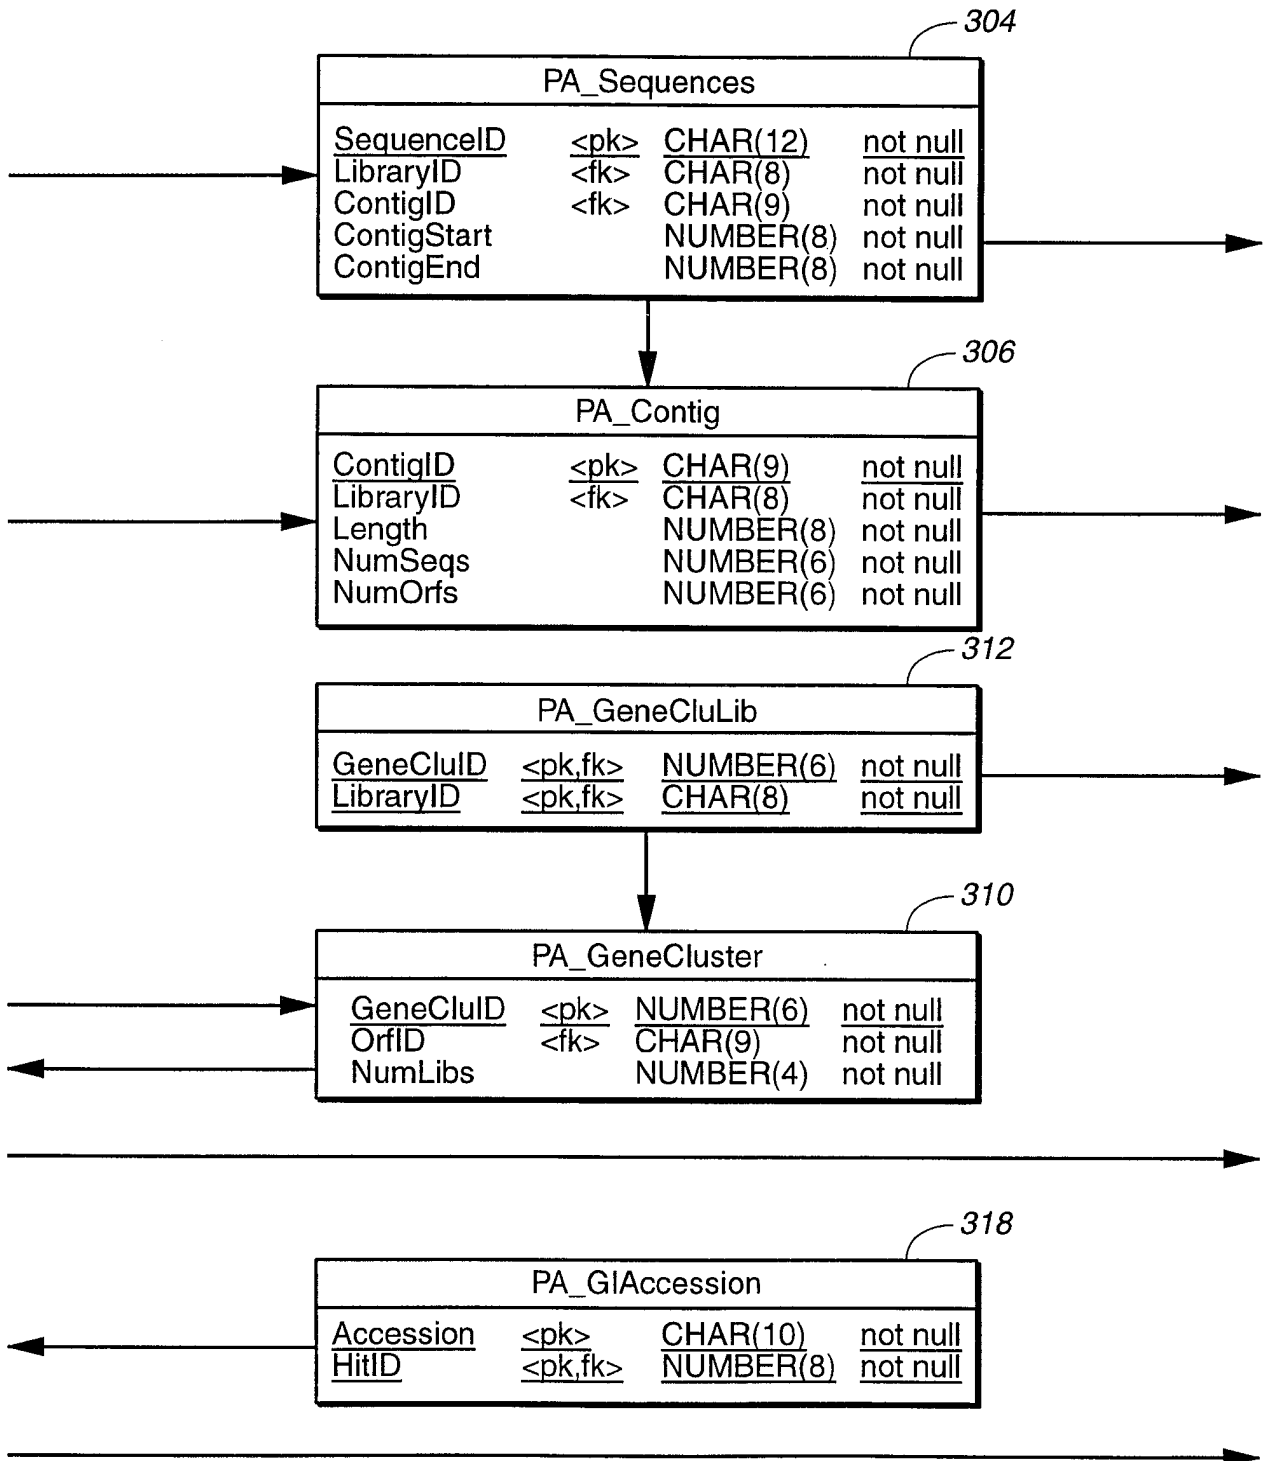 304
PA_Sequences
SequenceID <pk> CHAR(12) not null
LibraryID <fk> CHAR(8) not null
ContigID <fk> CHAR(9) not null
ContigStart NUMBER(8) not null
ContigEnd NUMBER(8) not null
306
PA_Contig
ContigID <pk> CHAR(9) not null
LibraryID <fk> CHAR(8) not null
Length NUMBER(8) not null
NumSeqs NUMBER(6) not null
NumOrfs NUMBER(6) not null
312
PA_GeneCluLib
GeneCluID <pk,fk> NUMBER(6) not null
LibraryID <pk,fk> CHAR(8) not null
310
PA_GeneCluster
GeneCluID <pk> NUMBER(6) not null
OrfID <fk> CHAR(9) not null
NumLibs NUMBER(4) not null
318
PA_GIAccession
Accession <pk> CHAR(10) not null
HitID <pk,fk> NUMBER(8) not null